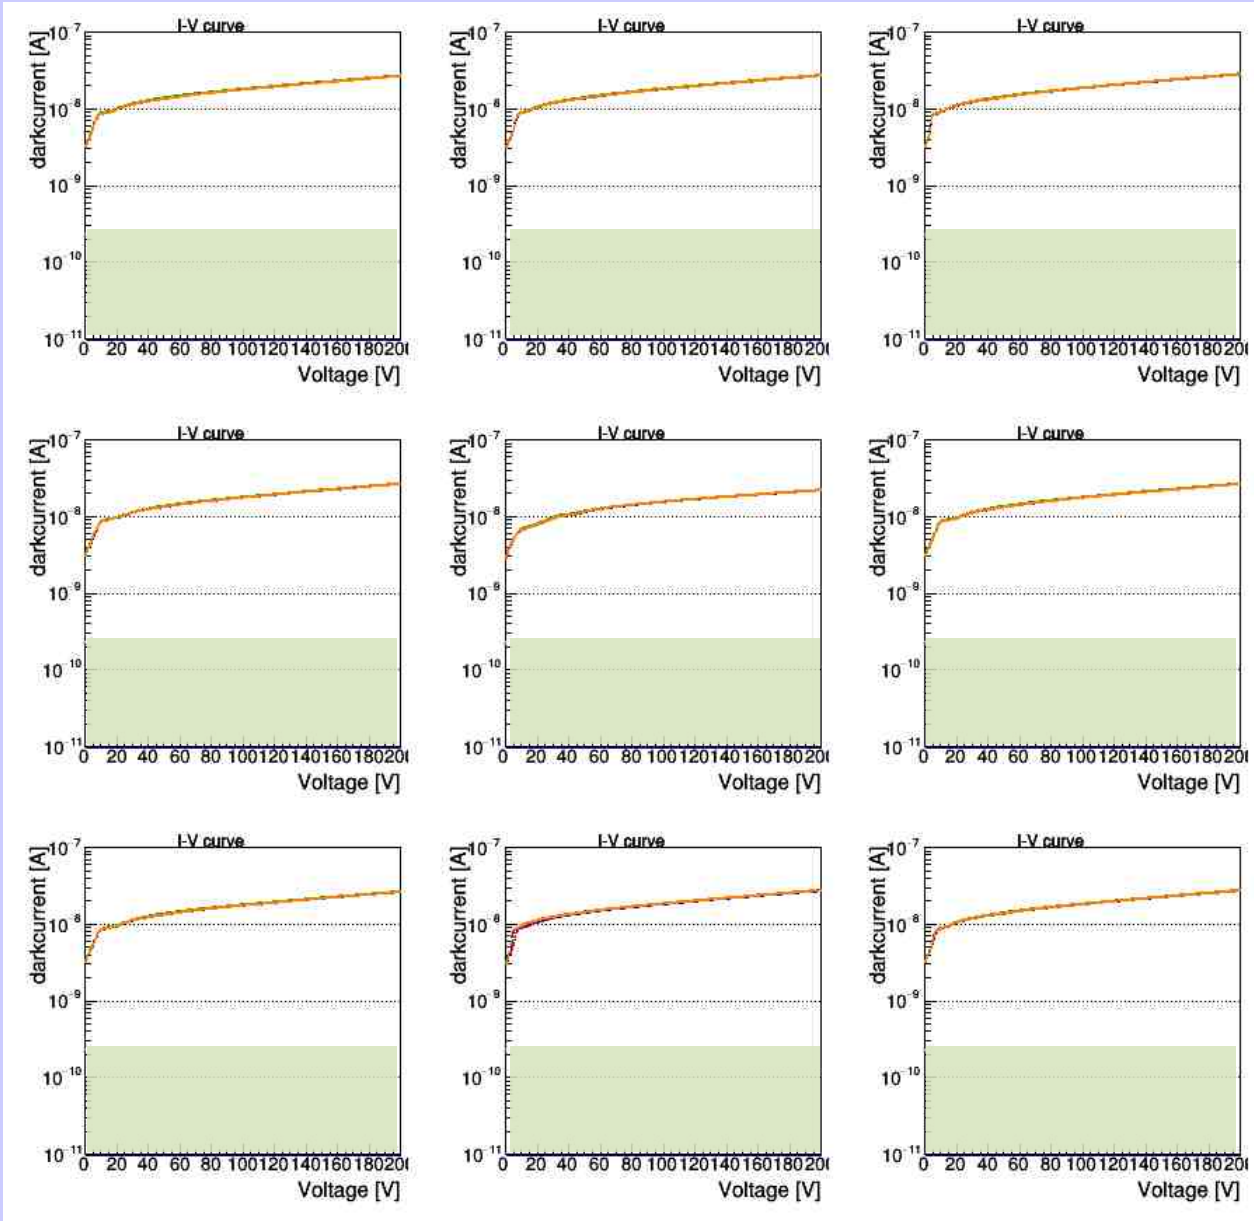 I-V curve I-V curve I-V curve
darkcurrent [A] darkcurrent [A] darkcurrent [A]
10⁻⁷ 10⁻⁷ 10⁻⁷
10⁻⁸ 10⁻⁸ 10⁻⁸
10⁻⁹ 10⁻⁹ 10⁻⁹
10⁻¹⁰ 10⁻¹⁰ 10⁻¹⁰
10⁻¹¹ 10⁻¹¹ 10⁻¹¹
0 20 40 60 80 100 120 140 160 180 200 0 20 40 60 80 100 120 140 160 180 200 0 20 40 60 80 100 120 140 160 180 200
Voltage [V] Voltage [V] Voltage [V]
I-V curve I-V curve I-V curve
darkcurrent [A] darkcurrent [A] darkcurrent [A]
10⁻⁷ 10⁻⁷ 10⁻⁷
10⁻⁸ 10⁻⁸ 10⁻⁸
10⁻⁹ 10⁻⁹ 10⁻⁹
10⁻¹⁰ 10⁻¹⁰ 10⁻¹⁰
10⁻¹¹ 10⁻¹¹ 10⁻¹¹
0 20 40 60 80 100 120 140 160 180 200 0 20 40 60 80 100 120 140 160 180 200 0 20 40 60 80 100 120 140 160 180 200
Voltage [V] Voltage [V] Voltage [V]
I-V curve I-V curve I-V curve
darkcurrent [A] darkcurrent [A] darkcurrent [A]
10⁻⁷ 10⁻⁷ 10⁻⁷
10⁻⁸ 10⁻⁸ 10⁻⁸
10⁻⁹ 10⁻⁹ 10⁻⁹
10⁻¹⁰ 10⁻¹⁰ 10⁻¹⁰
10⁻¹¹ 10⁻¹¹ 10⁻¹¹
0 20 40 60 80 100 120 140 160 180 200 0 20 40 60 80 100 120 140 160 180 200 0 20 40 60 80 100 120 140 160 180 200
Voltage [V] Voltage [V] Voltage [V]